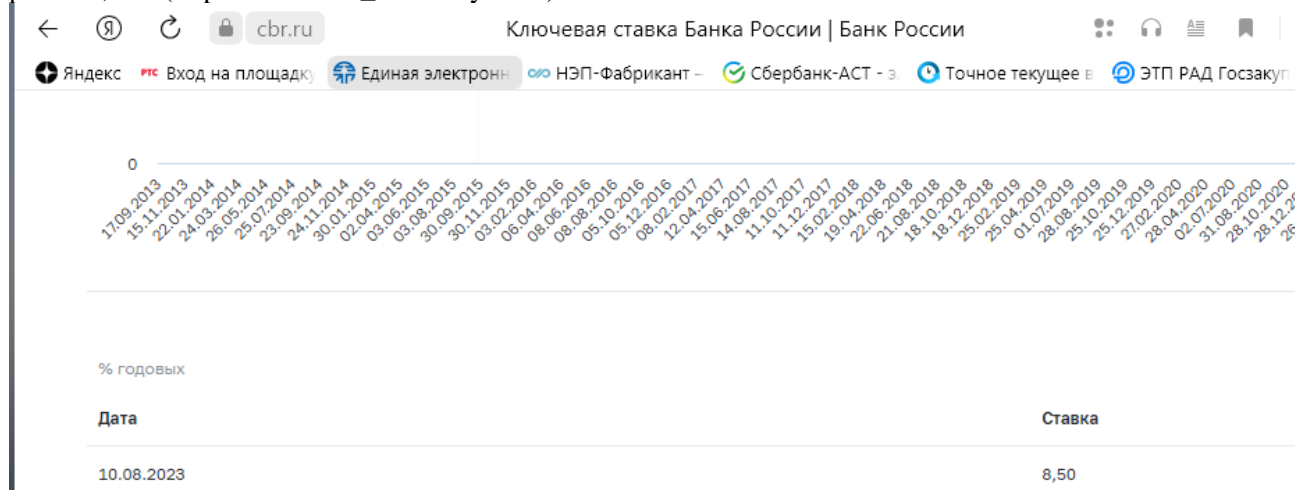 cbr.ru Ключевая ставка Банка России | Банк России
Яндекс РТС Вход на площадку Единая электронн НЭП-Фабрикант – Сбербанк-АСТ - э Точное текущее в ЭТП РАД Госзакуп
0
17.09.2013 15.11.2013 22.01.2014 24.03.2014 26.05.2014 25.07.2014 23.09.2014 24.11.2014 30.01.2015 02.04.2015 03.06.2015 03.08.2015 30.09.2015 30.11.2015 03.02.2016 06.04.2016 08.06.2016 08.08.2016 05.10.2016 05.12.2016 08.02.2017 12.04.2017 15.06.2017 14.08.2017 11.10.2017 11.12.2017 15.02.2018 19.04.2018 22.06.2018 21.08.2018 18.10.2018 18.12.2018 25.02.2019 25.04.2019 01.07.2019 28.08.2019 25.10.2019 25.12.2019 27.02.2020 28.04.2020 02.07.2020 31.08.2020 28.10.2020 28.12.2
% годовых
Дата Ставка
10.08.2023 8,50